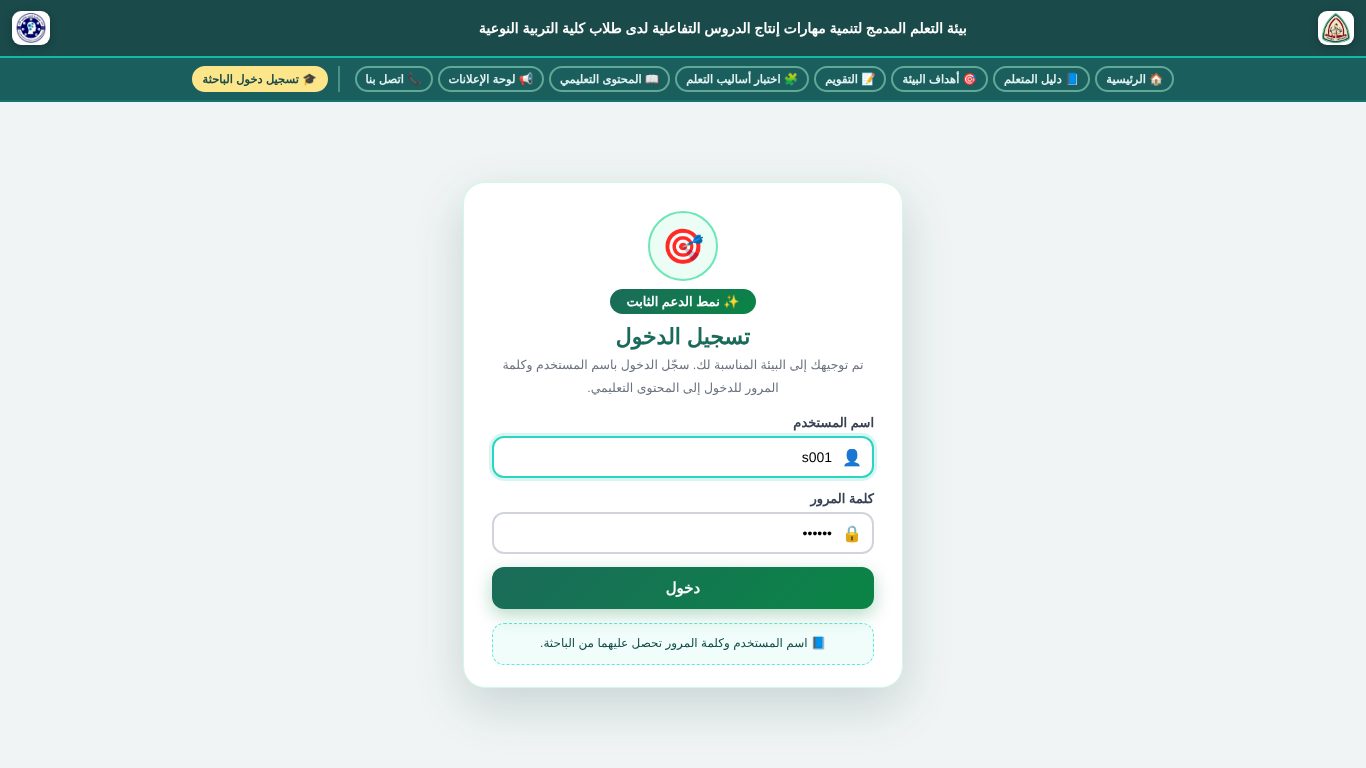 بيئة التعلم المدمج لتنمية مهارات إنتاج الدروس التفاعلية لدى طلاب كلية التربية النوعية
🏠 الرئيسية
📘 دليل المتعلم
🎯 أهداف البيئة
📝 التقويم
🧩 اختبار أساليب التعلم
📖 المحتوى التعليمي
📢 لوحة الإعلانات
📞 اتصل بنا
🎓 تسجيل دخول الباحثة
✨ نمط الدعم الثابت
تسجيل الدخول
تم توجيهك إلى البيئة المناسبة لك. سجّل الدخول باسم المستخدم وكلمة
المرور للدخول إلى المحتوى التعليمي.
اسم المستخدم
s001
كلمة المرور
••••••
دخول
📘 اسم المستخدم وكلمة المرور تحصل عليهما من الباحثة.